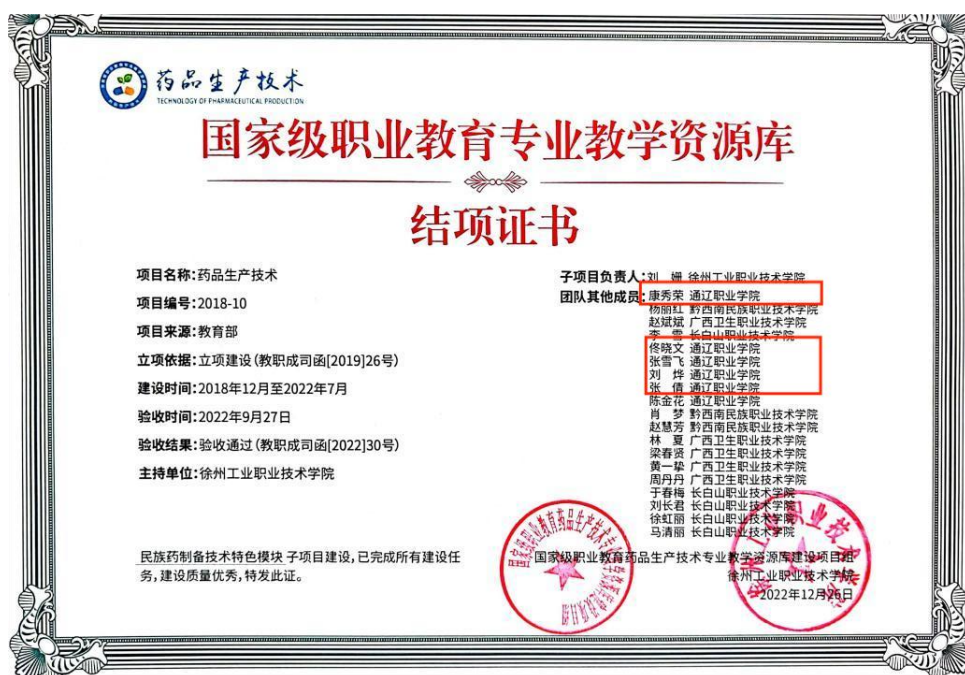 药品生产技术
TECHNOLOGY OF PHARMACEUTICAL PRODUCTION
国家级职业教育专业教学资源库
结项证书
项目名称:药品生产技术
项目编号:2018-10
项目来源:教育部
立项依据:立项建设(教职成司函[2019]26号)
建设时间:2018年12月至2022年7月
验收时间:2022年9月27日
验收结果:验收通过(教职成司函[2022]30号)
主持单位:徐州工业职业技术学院
子项目负责人:刘 姗 徐州工业职业技术学院
团队其他成员:康秀荣 通辽职业学院
杨丽红 黔西南民族职业技术学院
赵斌斌 广西卫生职业技术学院
李 雪 长白山职业技术学院
佟晓文 通辽职业学院
张雪飞 通辽职业学院
刘 烨 通辽职业学院
张 倩 通辽职业学院
陈金花 通辽职业学院
肖 梦 黔西南民族职业技术学院
赵慧芳 黔西南民族职业技术学院
林 夏 广西卫生职业技术学院
梁春贤 广西卫生职业技术学院
黄一挚 广西卫生职业技术学院
周丹丹 广西卫生职业技术学院
于春梅 长白山职业技术学院
刘长君 长白山职业技术学院
徐虹丽 长白山职业技术学院
马清丽 长白山职业技术学院
民族药制备技术特色模块 子项目建设,已完成所有建设任
务,建设质量优秀,特发此证。
国家级职业教育药品生产技术专业教学资源库建设项目组
徐州工业职业技术学院
2022年12月26日
徐州工业职业技术学院